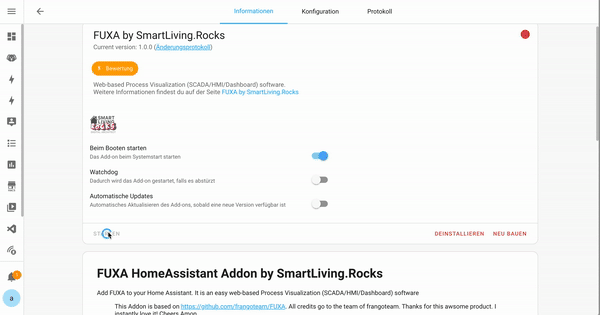 Informationen
Konfiguration
Protokoll
FUXA by SmartLiving.Rocks
Current version: 1.0.0 (Änderungsprotokoll)
Bewertung
Web-based Process Visualization (SCADA/HMI/Dashboard) software.
Weitere Informationen findest du auf der Seite FUXA by SmartLiving.Rocks
SMART
LIVING
Beim Booten starten
Das Add-on beim Systemstart starten
Watchdog
Dadurch wird das Add-on gestartet, falls es abstürzt
Automatische Updates
Automatisches Aktualisieren des Add-ons, sobald eine neue Version verfügbar ist
DEINSTALLIEREN
NEU BAUEN
FUXA HomeAssistant Addon by SmartLiving.Rocks
Add FUXA to your Home Assistant. It is an easy web-based Process Visualization (SCADA/HMI/Dashboard) software
This Addon is based on https://github.com/frangoteam/FUXA. All credits go to the team of frangoteam. Thanks for this awsome project. I
instantly love it! Cheers Amon
a